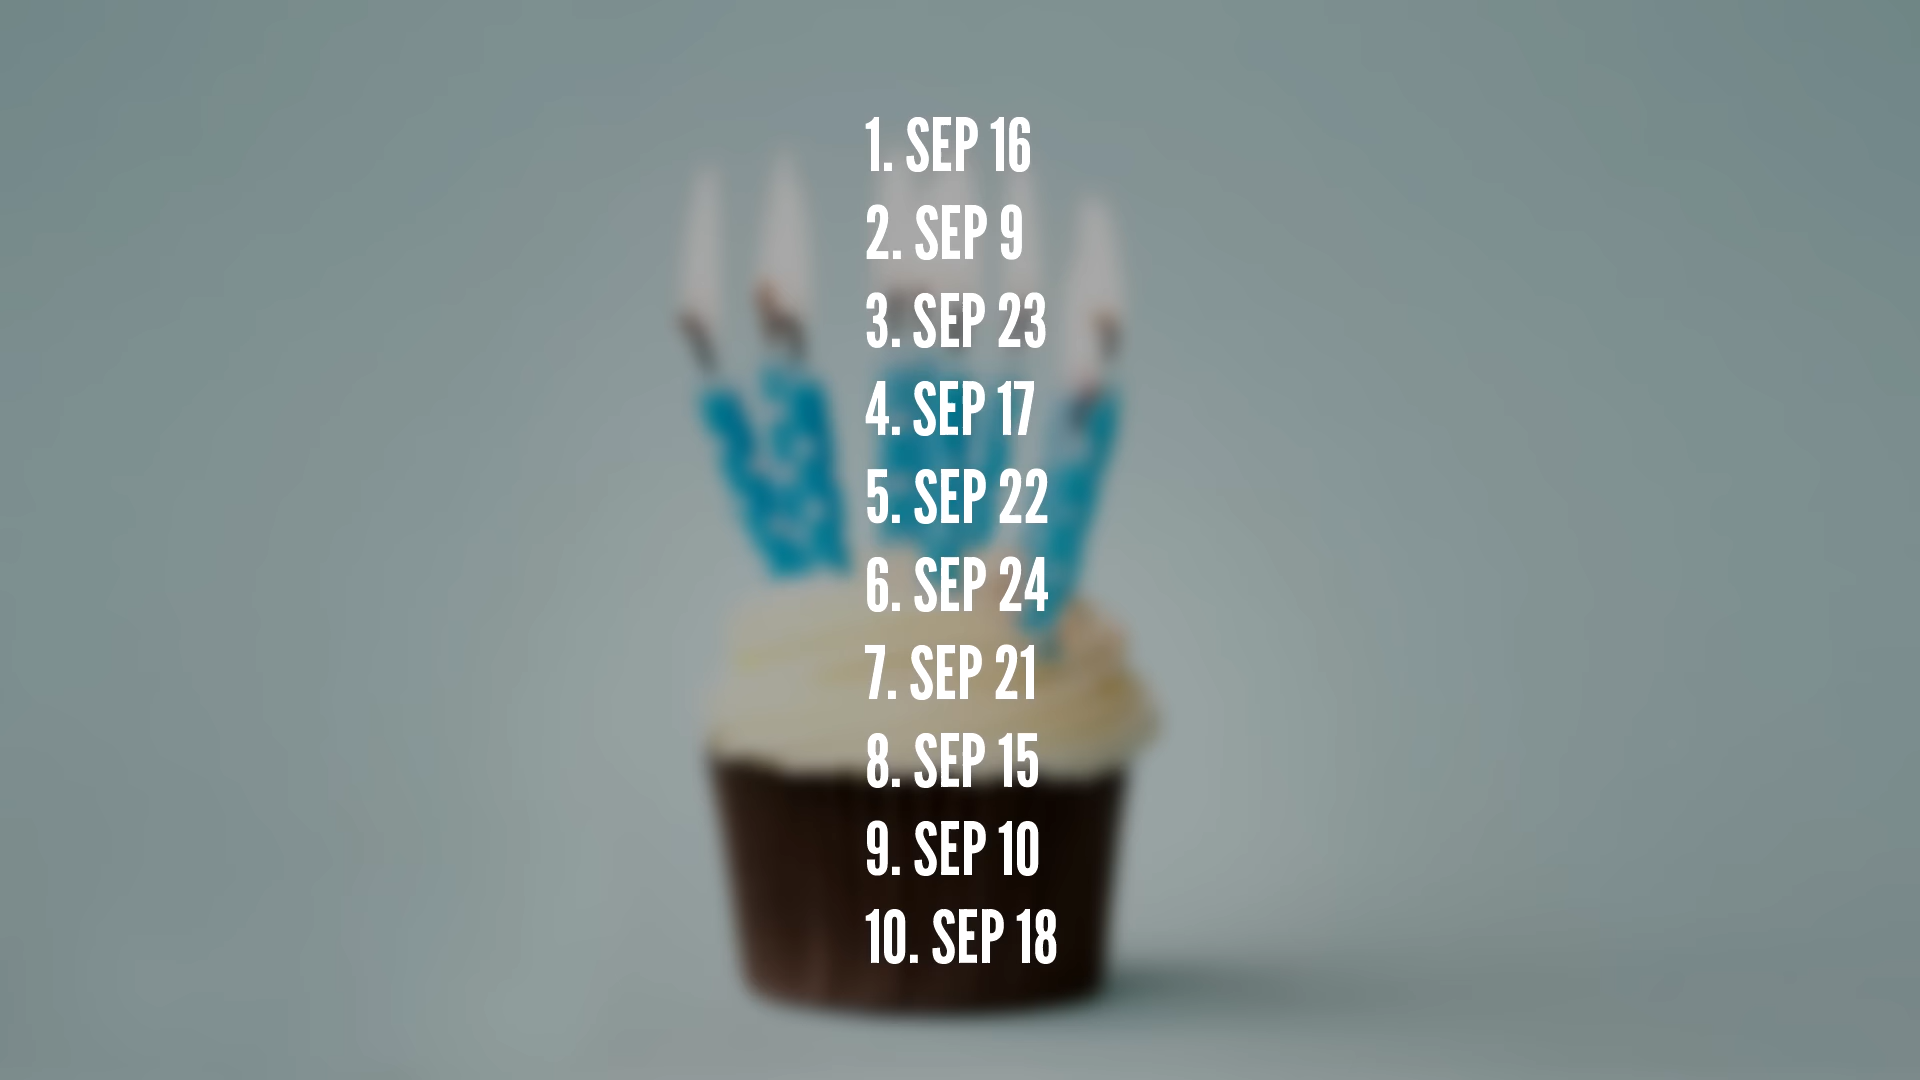 1. SEP 16
2. SEP 9
3. SEP 23
4. SEP 17
5. SEP 22
6. SEP 24
7. SEP 21
8. SEP 15
9. SEP 10
10. SEP 18